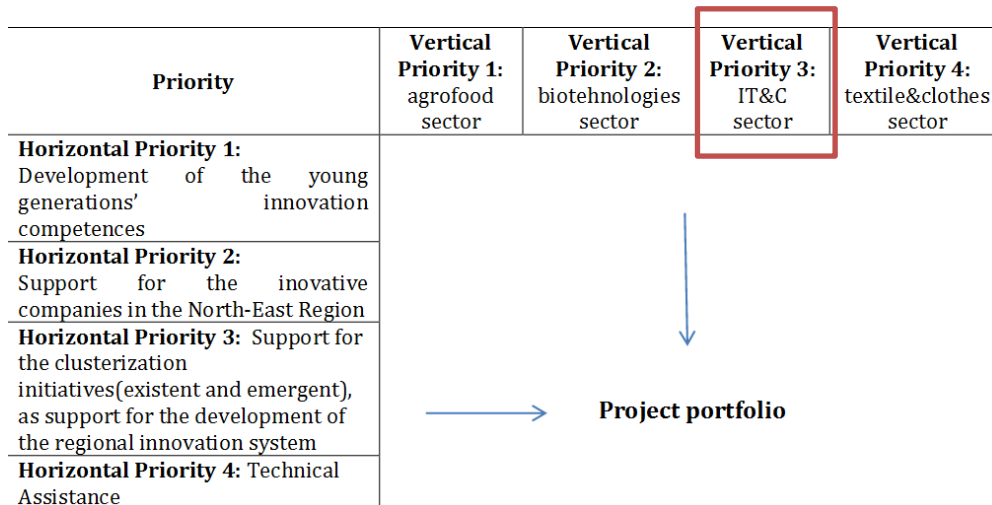 Priority
Vertical
Priority 1:
agrofood
sector
Vertical
Priority 2:
biotehnologies
sector
Vertical
Priority 3:
IT&C
sector
Vertical
Priority 4:
textile&clothes
sector
Horizontal Priority 1:
Development of the young
generations’ innovation
competences
Horizontal Priority 2:
Support for the inovative
companies in the North-East Region
Horizontal Priority 3: Support for
the clusterization
initiatives(existent and emergent),
as support for the development of
the regional innovation system
Horizontal Priority 4: Technical
Assistance
Project portfolio